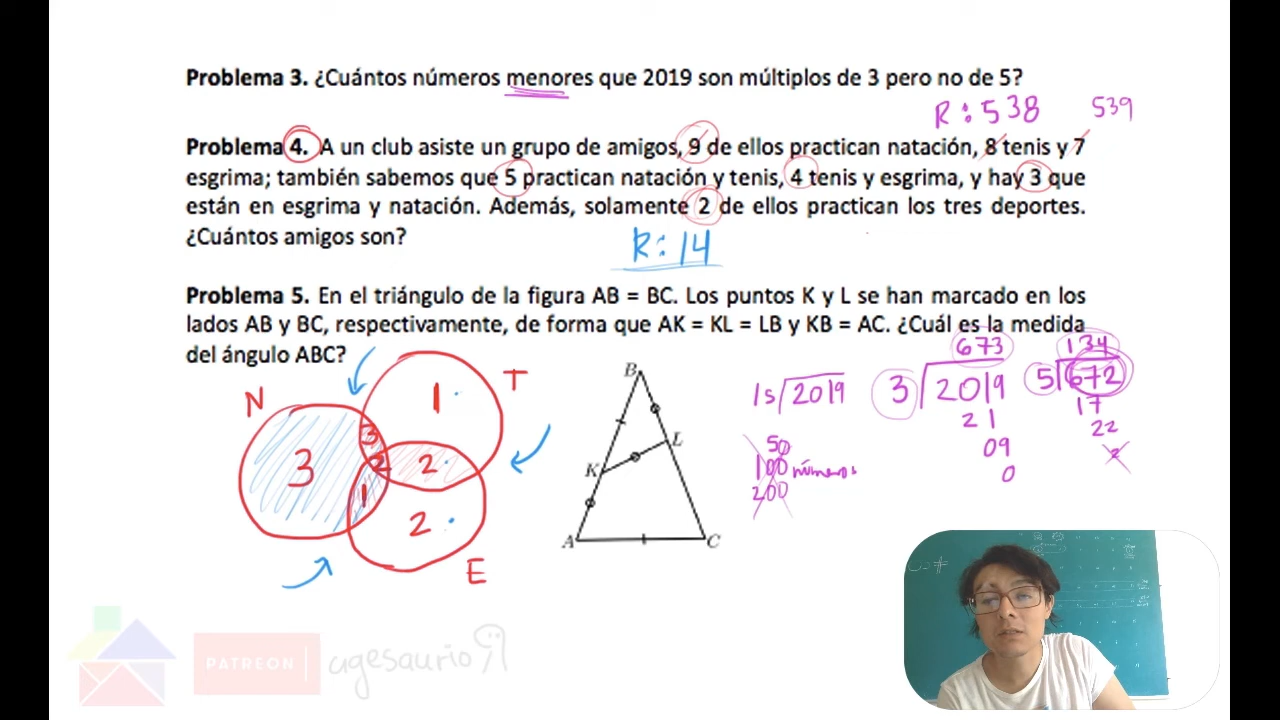 Problema 3. ¿Cuántos números menores que 2019 son múltiplos de 3 pero no de 5?
R: 538 539
Problema 4. A un club asiste un grupo de amigos, 9 de ellos practican natación, 8 tenis y 7
esgrima; también sabemos que 5 practican natación y tenis, 4 tenis y esgrima, y hay 3 que
están en esgrima y natación. Además, solamente 2 de ellos practican los tres deportes.
¿Cuántos amigos son?
R: 14
Problema 5. En el triángulo de la figura AB = BC. Los puntos K y L se han marcado en los
lados AB y BC, respectivamente, de forma que AK = KL = LB y KB = AC. ¿Cuál es la medida
del ángulo ABC?
N
T
1
3
3
2
2
1
2
E
B
L
K
A
C
15 2019
50
100 números
200
673
3 2019
21
09
0
134
5 672
17
22
2
PATREON
agesaurio